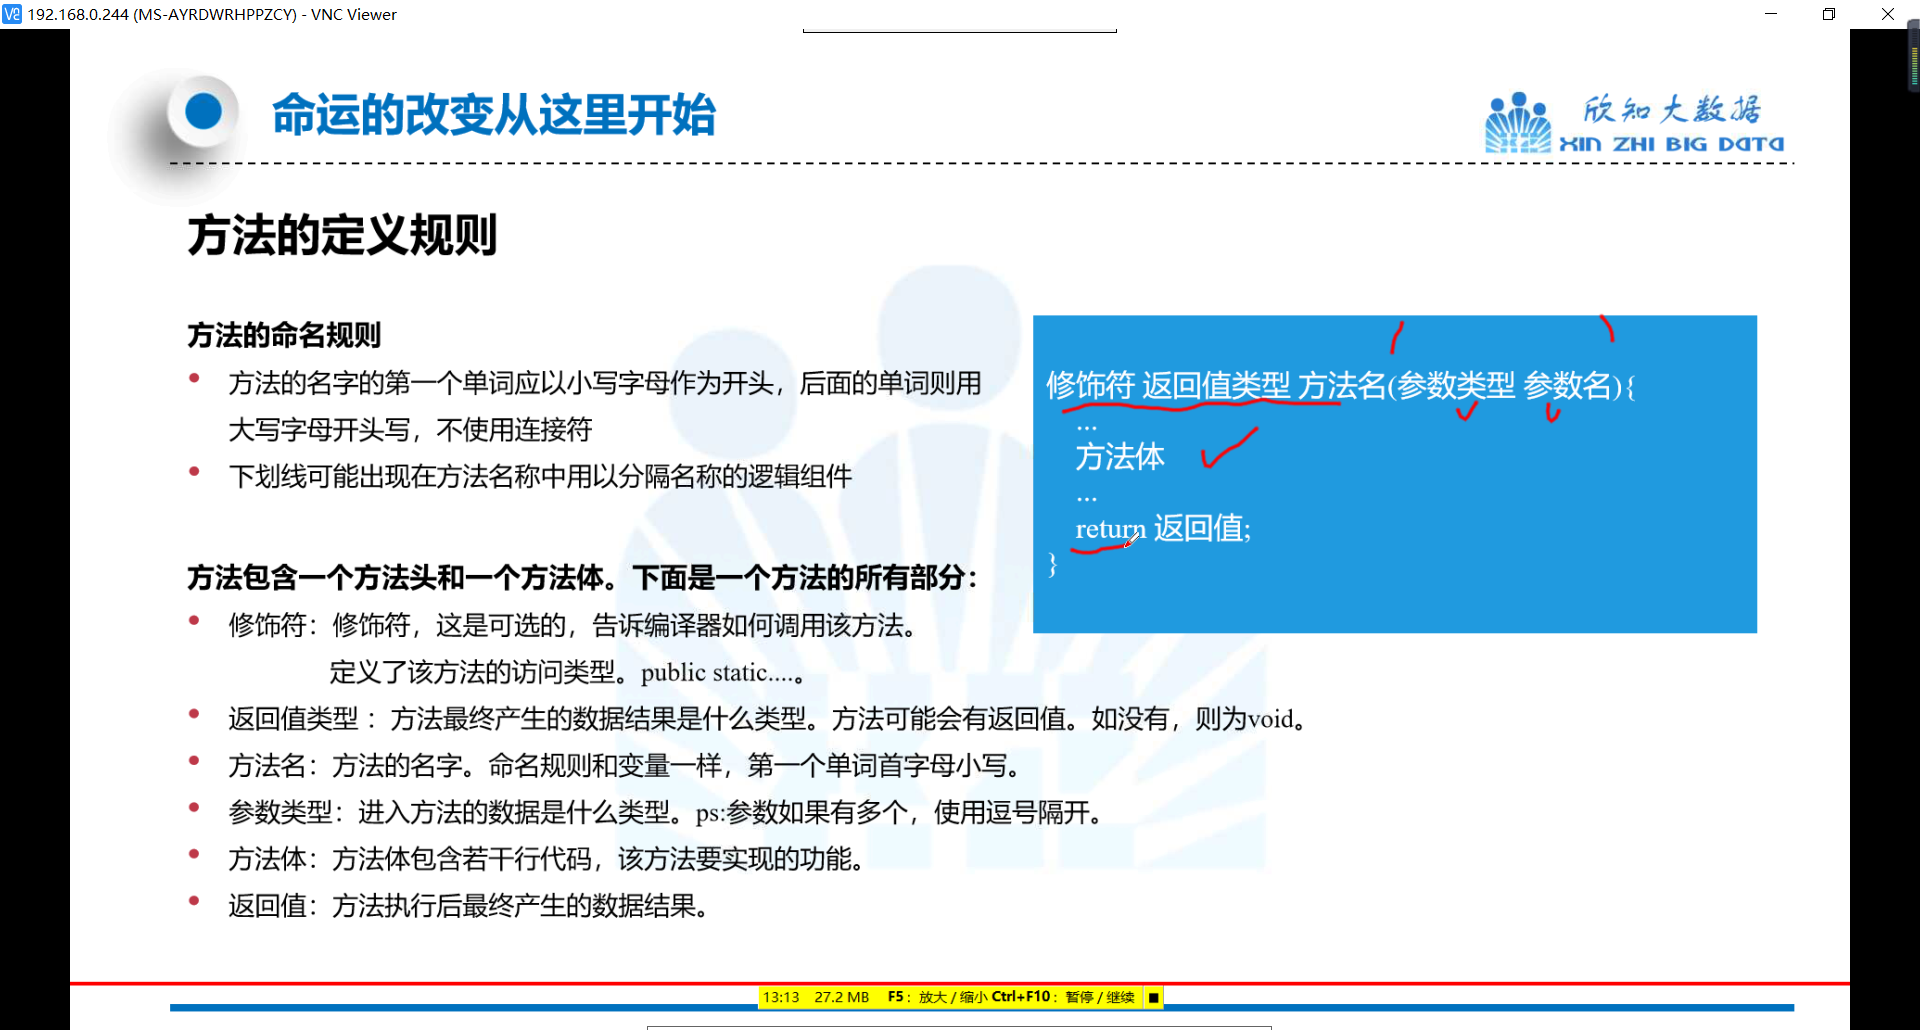 192.168.0.244 (MS-AYRDWRHPPZCY) - VNC Viewer
命运的改变从这里开始
欣知大数据
XIN ZHI BIG DATA
方法的定义规则
方法的命名规则
方法的名字的第一个单词应以小写字母作为开头，后面的单词则用
大写字母开头写，不使用连接符
下划线可能出现在方法名称中用以分隔名称的逻辑组件
修饰符 返回值类型 方法名(参数类型 参数名){
...
方法体
...
return 返回值;
}
方法包含一个方法头和一个方法体。下面是一个方法的所有部分：
修饰符：修饰符，这是可选的，告诉编译器如何调用该方法。
定义了该方法的访问类型。public static....。
返回值类型 ：方法最终产生的数据结果是什么类型。方法可能会有返回值。如没有，则为void。
方法名：方法的名字。命名规则和变量一样，第一个单词首字母小写。
参数类型：进入方法的数据是什么类型。ps:参数如果有多个，使用逗号隔开。
方法体：方法体包含若干行代码，该方法要实现的功能。
返回值：方法执行后最终产生的数据结果。
13:13 27.2 MB F5：放大 / 缩小 Ctrl+F10：暂停 / 继续